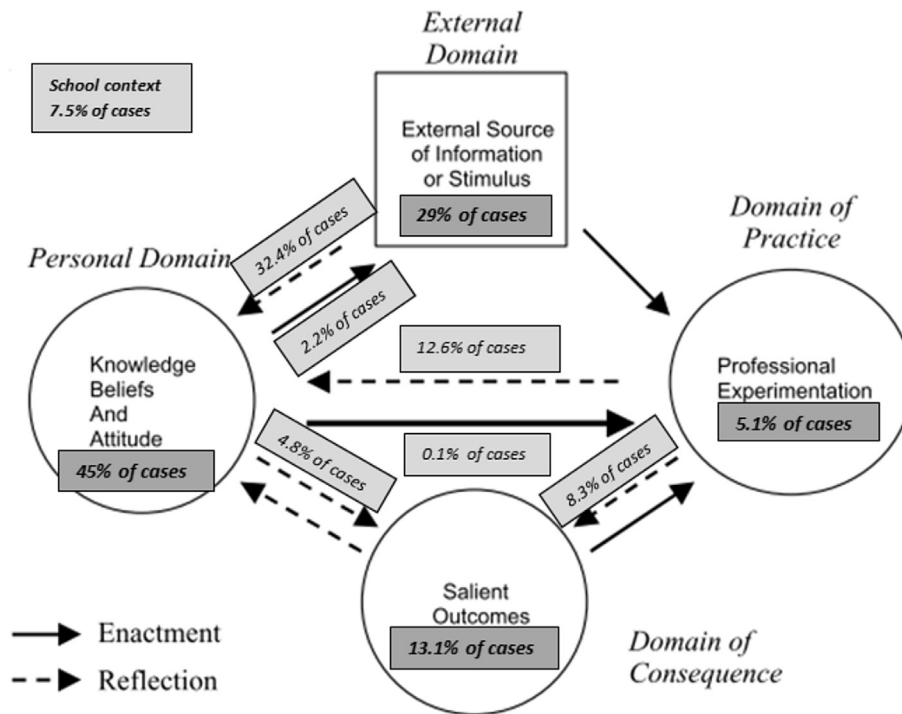 External
Domain
School context
7.5% of cases
External Source
of Information
or Stimulus
29% of cases
Domain of
Practice
32.4% of cases
Personal Domain
2.2% of cases
12.6% of cases
Knowledge
Beliefs
And
Attitude
45% of cases
Professional
Experimentation
5.1% of cases
4.8% of cases
0.1% of cases
8.3% of cases
Salient
Outcomes
13.1% of cases
Enactment
Reflection
Domain of
Consequence